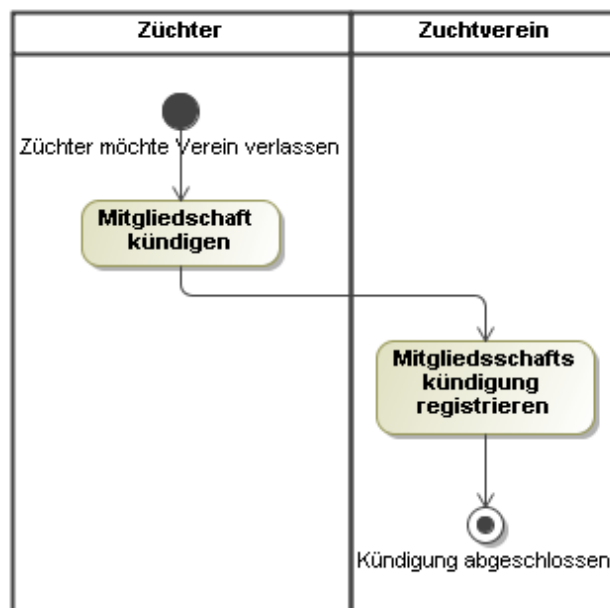 Züchter
Zuchtverein
Züchter möchte Verein verlassen
Mitgliedschaft
kündigen
Mitgliedsschafts
kündigung
registrieren
Kündigung abgeschlossen